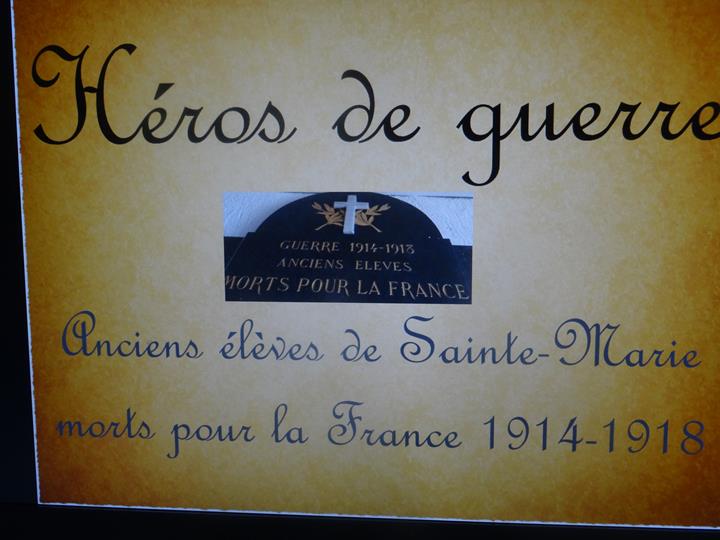 Héros de guerre
GUERRE 1914-1918
ANCIENS ELEVES
MORTS POUR LA FRANCE
Anciens élèves de Sainte-Marie
morts pour la France 1914-1918